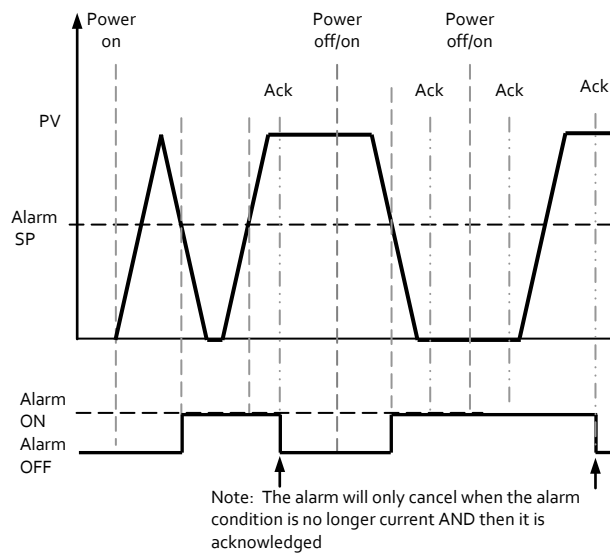 Power
on
Power
off/on
Power
off/on
Ack
Ack
Ack
Ack
PV
Alarm
SP
Alarm
ON
Alarm
OFF
Note:  The alarm will only cancel when the alarm
condition is no longer current AND then it is
acknowledged